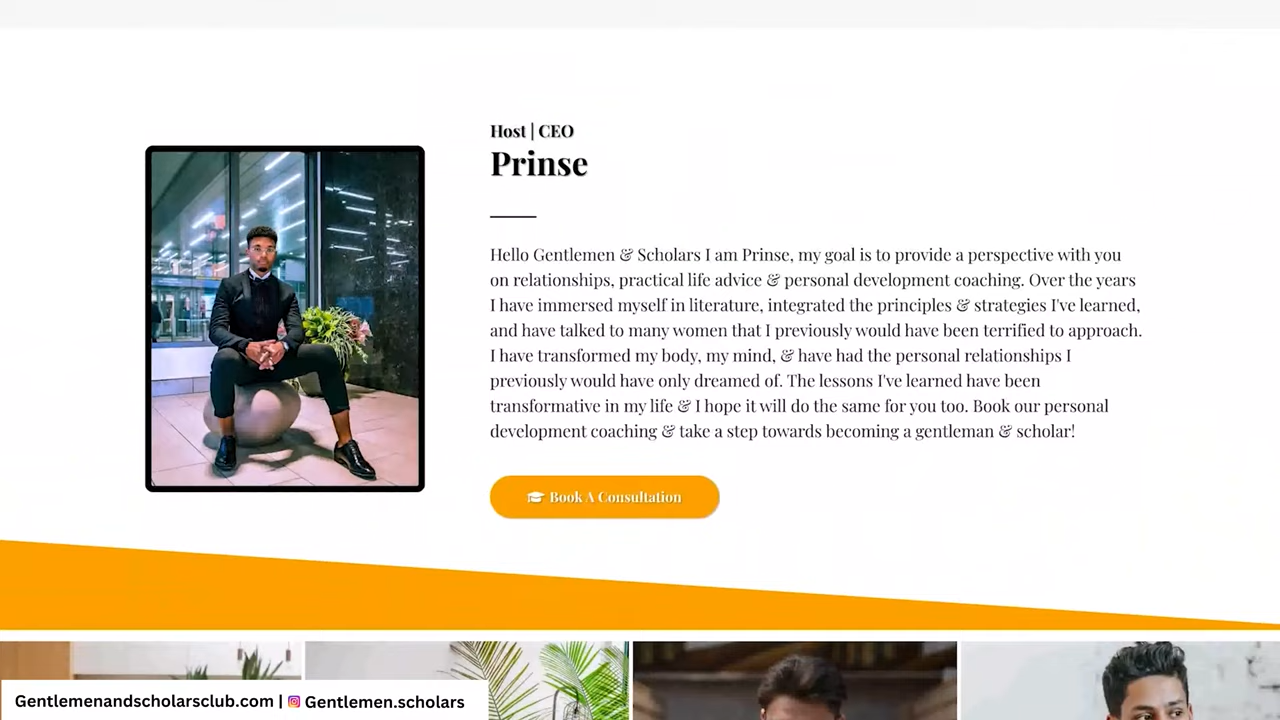 Host | CEO
Prinse
Hello Gentlemen & Scholars I am Prinse, my goal is to provide a perspective with you
on relationships, practical life advice & personal development coaching. Over the years
I have immersed myself in literature, integrated the principles & strategies I've learned,
and have talked to many women that I previously would have been terrified to approach.
I have transformed my body, my mind, & have had the personal relationships I
previously would have only dreamed of. The lessons I've learned have been
transformative in my life & I hope it will do the same for you too. Book our personal
development coaching & take a step towards becoming a gentleman & scholar!
Book A Consultation
Gentlemenandscholarsclub.com | Gentlemen.scholars